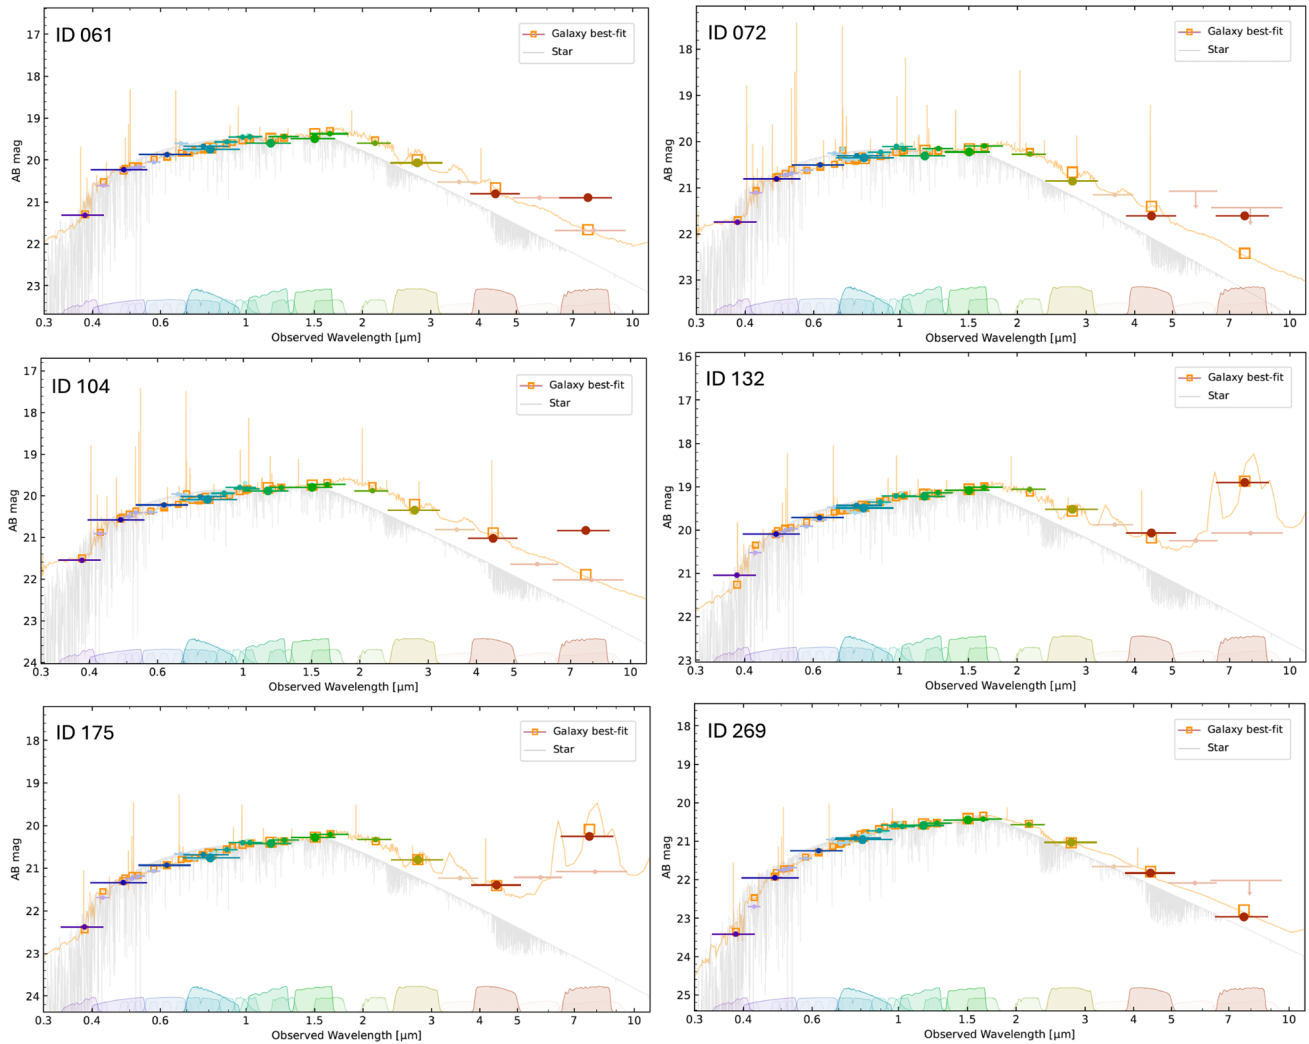 ID 061
Galaxy best-fit
Star
AB mag
17
18
19
20
21
22
23
0.3 0.4 0.6 1 1.5 2 3 4 5 7 10
Observed Wavelength [µm]
ID 072
Galaxy best-fit
Star
AB mag
18
19
20
21
22
23
0.3 0.4 0.6 1 1.5 2 3 4 5 7 10
Observed Wavelength [µm]
ID 104
Galaxy best-fit
Star
AB mag
17
18
19
20
21
22
23
24
0.3 0.4 0.6 1 1.5 2 3 4 5 7 10
Observed Wavelength [µm]
ID 132
Galaxy best-fit
Star
AB mag
16
17
18
19
20
21
22
23
0.3 0.4 0.6 1 1.5 2 3 4 5 7 10
Observed Wavelength [µm]
ID 175
Galaxy best-fit
Star
AB mag
18
19
20
21
22
23
24
0.3 0.4 0.6 1 1.5 2 3 4 5 7 10
Observed Wavelength [µm]
ID 269
Galaxy best-fit
Star
AB mag
18
19
20
21
22
23
24
25
0.3 0.4 0.6 1 1.5 2 3 4 5 7 10
Observed Wavelength [µm]